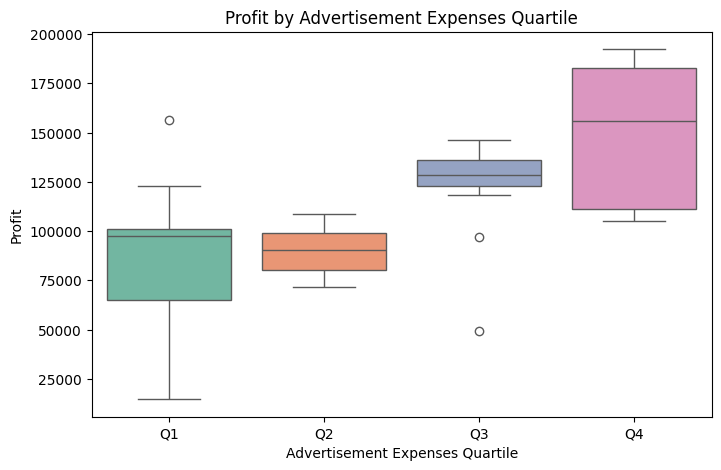 Profit by Advertisement Expenses Quartile
200000
175000
150000
125000
100000
75000
50000
25000
Profit
Q1 Q2 Q3 Q4
Advertisement Expenses Quartile